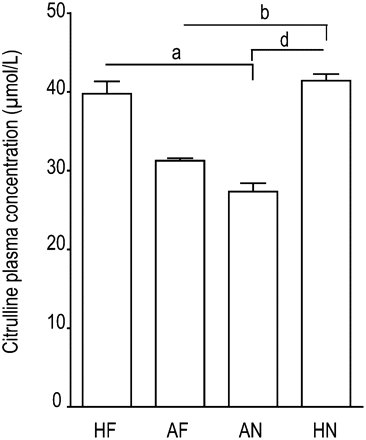 b
a
d
Citrulline plasma concentration (μmol/L)
50
40
30
20
10
0
HF AF AN HN